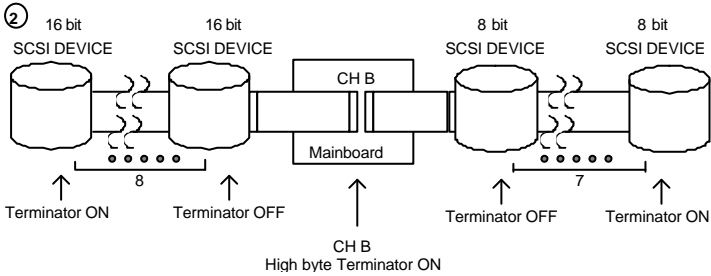 2
16 bit 16 bit 8 bit 8 bit
SCSI DEVICE SCSI DEVICE SCSI DEVICE SCSI DEVICE
CH B
Mainboard
8 7
Terminator ON Terminator OFF Terminator OFF Terminator ON
CH B
High byte Terminator ON